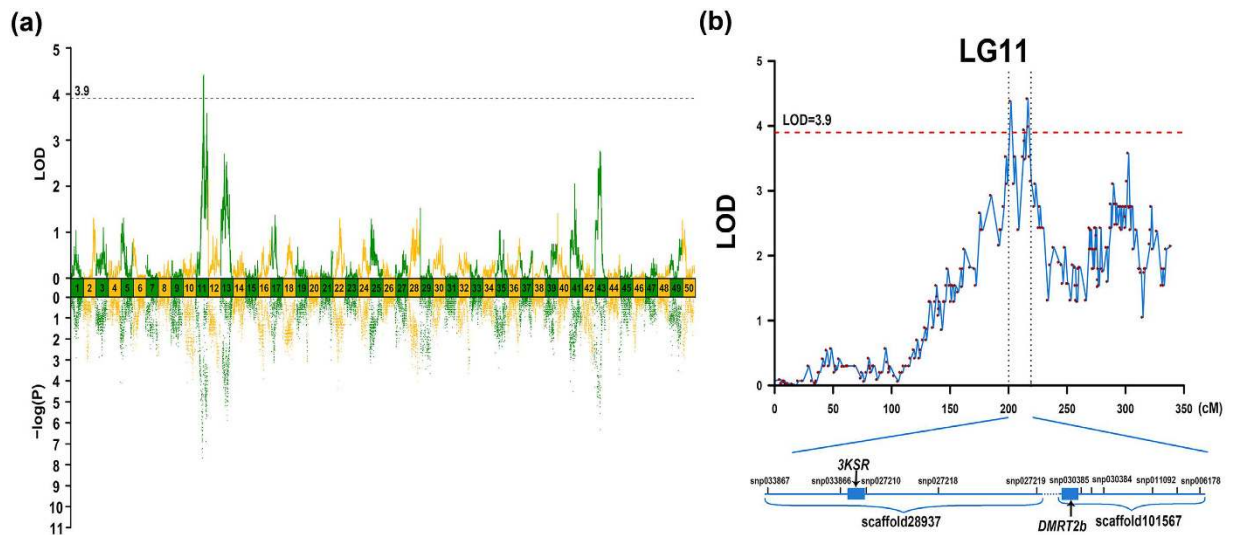 (a)
5
4
3
2
1
0
LOD
3.9
1 2 3 4 5 6 7 8 9 10 11 12 13 14 15 16 17 18 19 20 21 22 23 24 25 26 27 28 29 30 31 32 33 34 35 36 37 38 39 40 41 42 43 44 45 46 47 48 49 50
0
1
2
3
4
5
6
7
8
9
10
11
−log(P)
(b)
LG11
5
4
3
2
1
0
LOD
LOD=3.9
0 50 100 150 200 250 300 350 (cM)
3KSR
snp033867 snp033866 snp027210 snp027218 snp027219 snp030385 snp030384 snp011092 snp006178
scaffold28937 DMRT2b scaffold101567